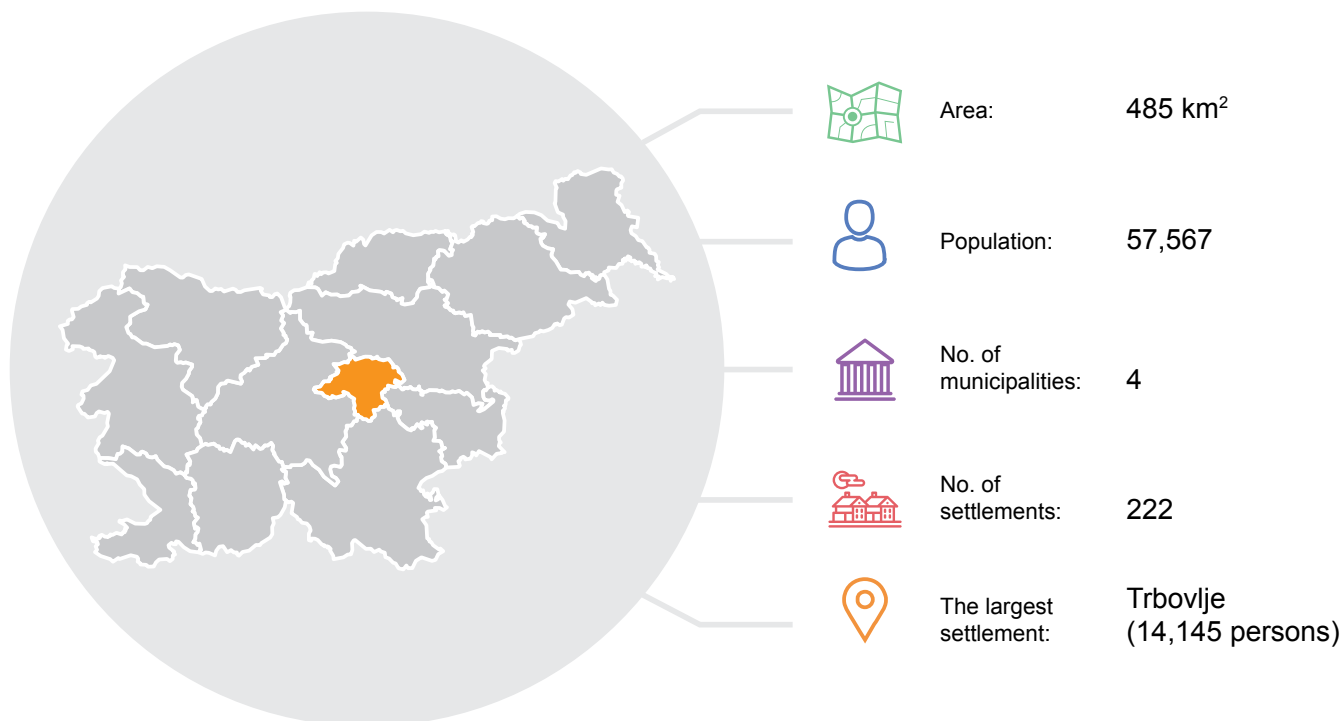 Area: 485 km²
Population: 57,567
No. of
municipalities: 4
No. of
settlements: 222
The largest
settlement:
Trbovlje
(14,145 persons)